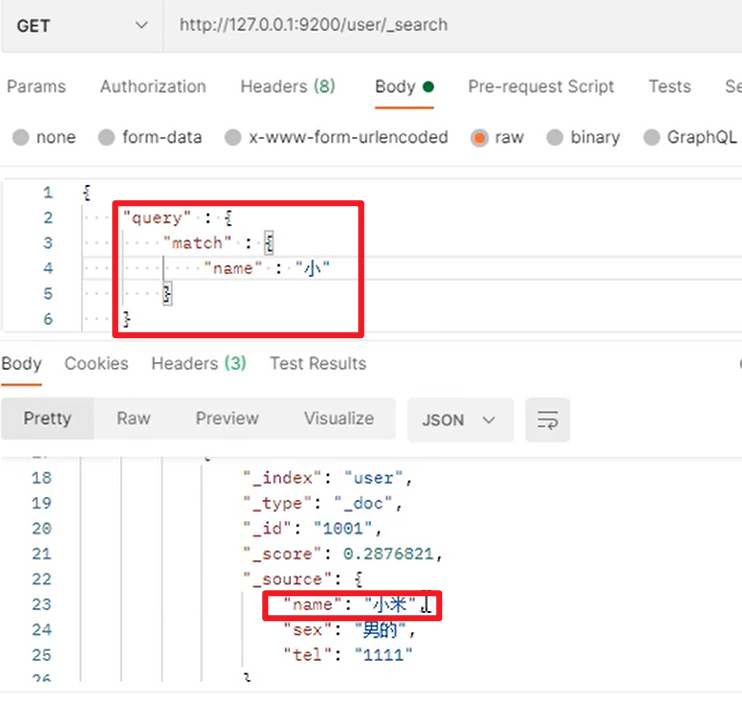 GET http://127.0.0.1:9200/user/_search
Params Authorization Headers (8) Body Pre-request Script Tests Se
none form-data x-www-form-urlencoded raw binary GraphQL
1 {
2 "query" : {
3 "match" : {
4 "name" : "小"
5 }
6 }
Body Cookies Headers (3) Test Results
Pretty Raw Preview Visualize JSON
18 "_index": "user",
19 "_type": "_doc",
20 "_id": "1001",
21 "_score": 0.2876821,
22 "_source": {
23 "name": "小米",
24 "sex": "男的",
25 "tel": "1111"
26 }